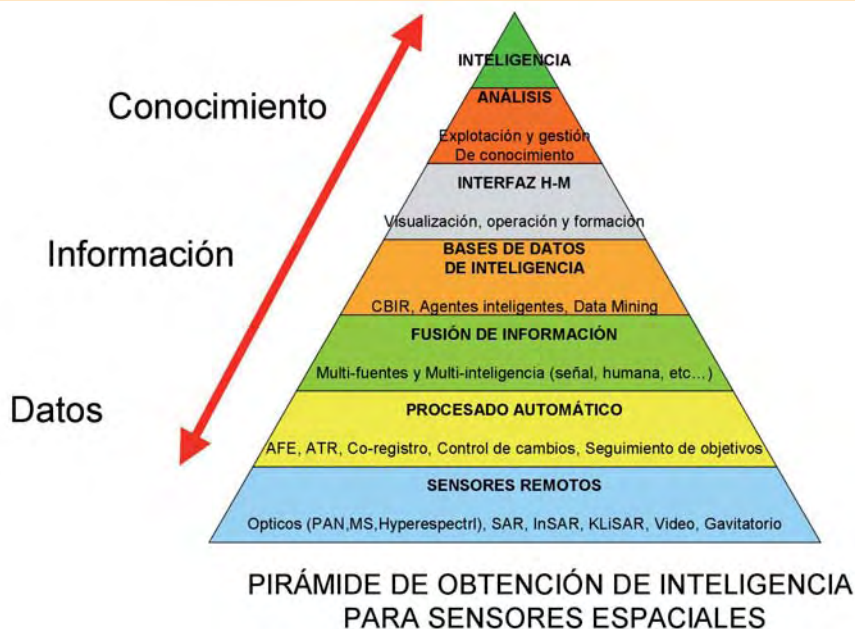 Conocimiento
Información
Datos
INTELIGENCIA
ANÁLISIS
Explotación y gestión
De conocimiento
INTERFAZ H-M
Visualización, operación y formación
BASES DE DATOS
DE INTELIGENCIA
CBIR, Agentes inteligentes, Data Mining
FUSIÓN DE INFORMACIÓN
Multi-fuentes y Multi-inteligencia (señal, humana, etc...)
PROCESADO AUTOMÁTICO
AFE, ATR, Co-registro, Control de cambios, Seguimiento de objetivos
SENSORES REMOTOS
Opticos (PAN,MS,Hyperespectrl), SAR, InSAR, KLiSAR, Video, Gavitatorio
PIRÁMIDE DE OBTENCIÓN DE INTELIGENCIA
PARA SENSORES ESPACIALES